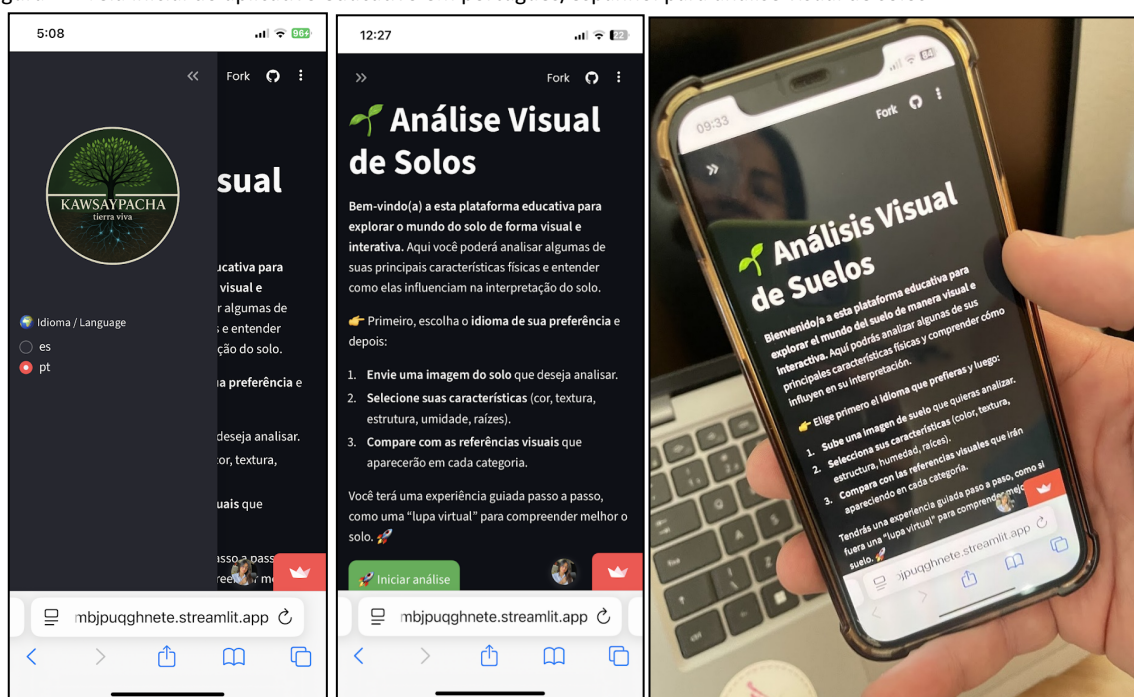 5:08
96
Fork
KAWSAYPACHA
tierra viva
sual
ucativa para
visual e
r algumas de
s e entender
ção do solo.
a preferência e
deseja analisar.
or, textura,
uais que
asso a pass
Idioma / Language
es
pt
mbjpuqghnete.streamlit.app
12:27
22
Fork
Análise Visual
de Solos
Bem-vindo(a) a esta plataforma educativa para
explorar o mundo do solo de forma visual e
interativa. Aqui você poderá analisar algumas de
suas principais características físicas e entender
como elas influenciam na interpretação do solo.
Primeiro, escolha o idioma de sua preferência e
depois:
1. Envie uma imagem do solo que deseja analisar.
2. Selecione suas características (cor, textura,
estrutura, umidade, raízes).
3. Compare com as referências visuais que
aparecerão em cada categoria.
Você terá uma experiência guiada passo a passo,
como uma “lupa virtual” para compreender melhor o
solo.
Iniciar análise
mbjpuqghnete.streamlit.app
09:33
84
Fork
Análisis Visual
de Suelos
Bienvenido/a a esta plataforma educativa para
explorar el mundo del suelo de manera visual e
interactiva. Aquí podrás analizar algunas de sus
principales características físicas y comprender cómo
influyen en su interpretación.
Elige primero el idioma que prefieras y luego:
1. Sube una imagen de suelo que quieras analizar.
2. Selecciona sus características (color, textura,
estructura, humedad, raíces).
3. Compara con las referencias visuales que irán
apareciendo en cada categoría.
Tendrás una experiencia guiada paso a paso, como si
fuera una “lupa virtual” para comprender mejo
suelo.
jpuqghnete.streamlit.app